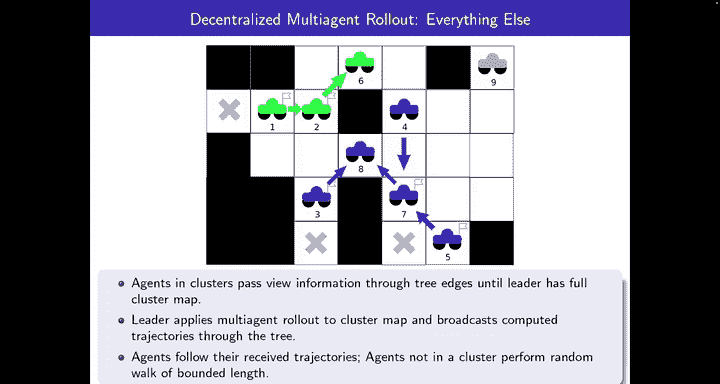 Decentralized Multiagent Rollout: Everything Else
6
9
1
2
4
8
3
7
5
Agents in clusters pass view information through tree edges until leader has full
cluster map.
Leader applies multiagent rollout to cluster map and broadcasts computed
trajectories through the tree.
Agents follow their received trajectories; Agents not in a cluster perform random
walk of bounded length.